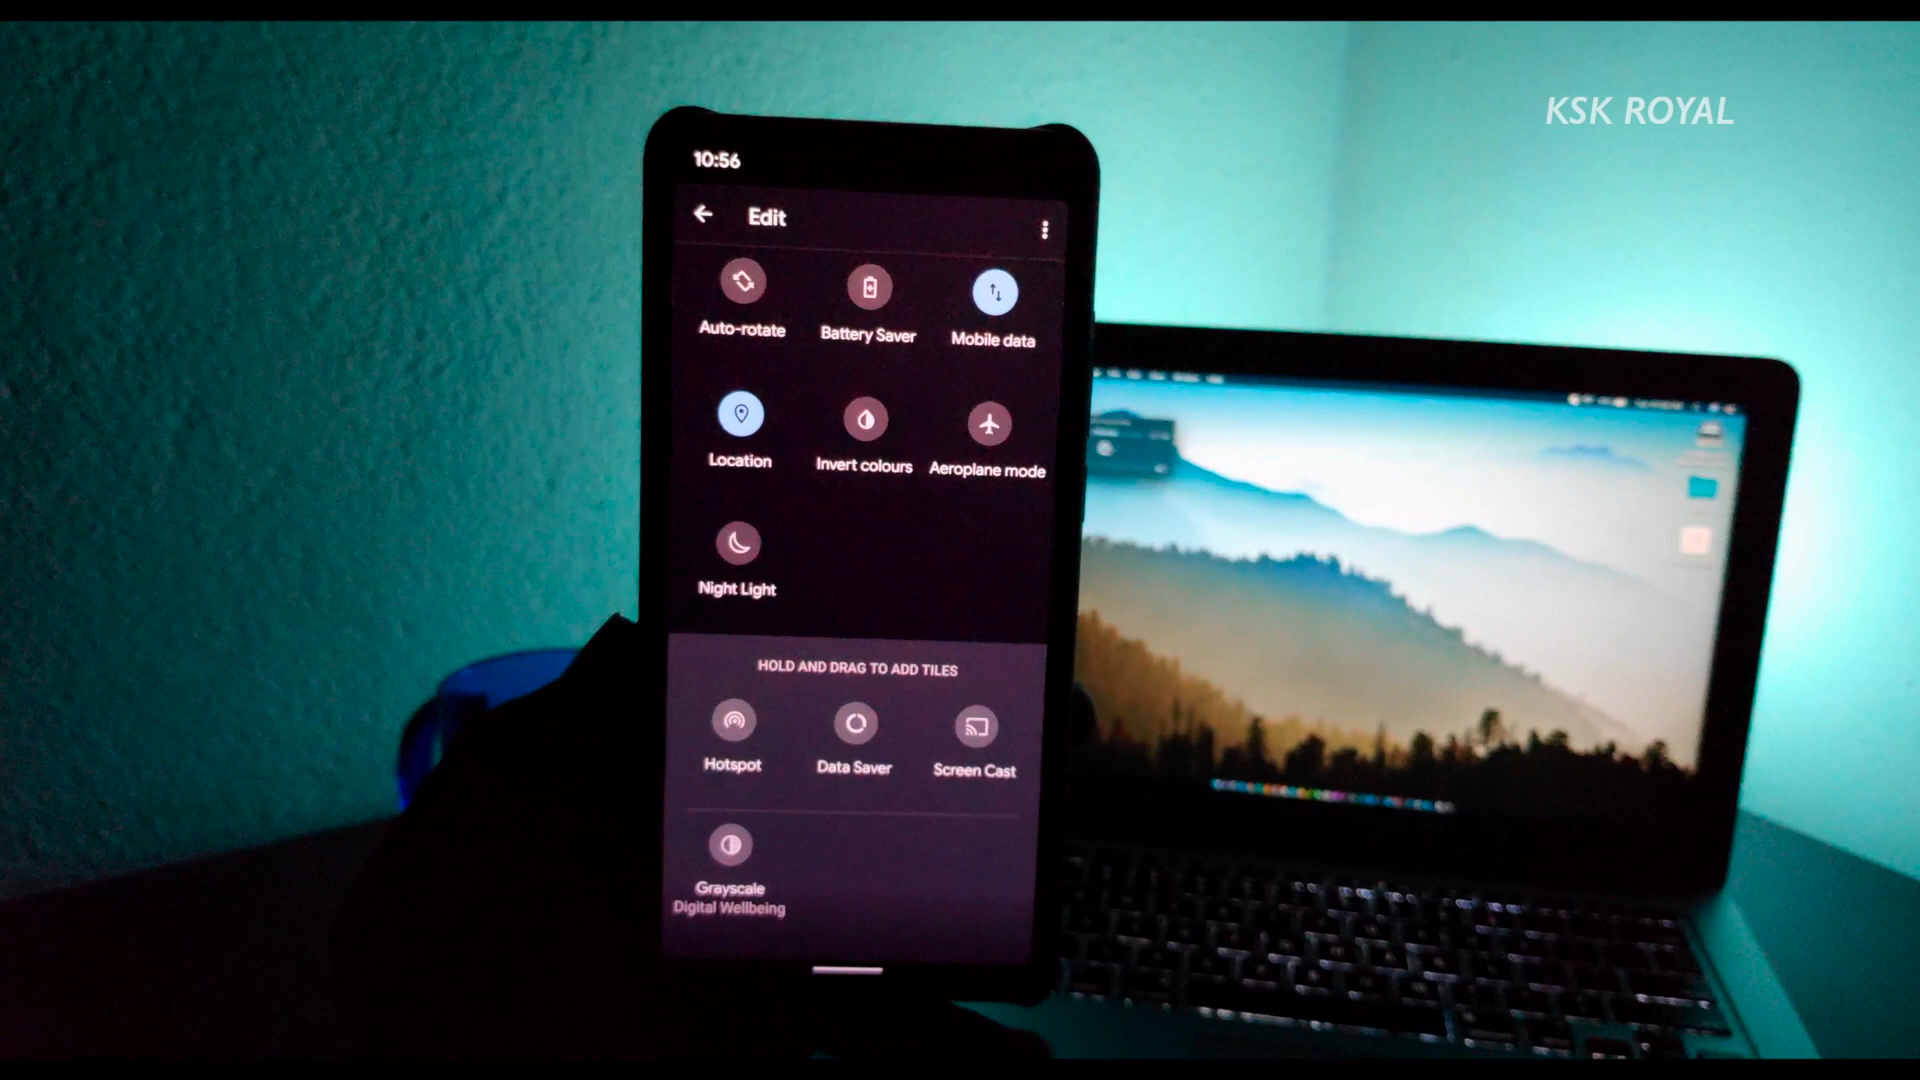 KSK ROYAL
10:56
Edit
Auto-rotate
Battery Saver
Mobile data
Location
Invert colours
Aeroplane mode
Night Light
HOLD AND DRAG TO ADD TILES
Hotspot
Data Saver
Screen Cast
Grayscale
Digital Wellbeing